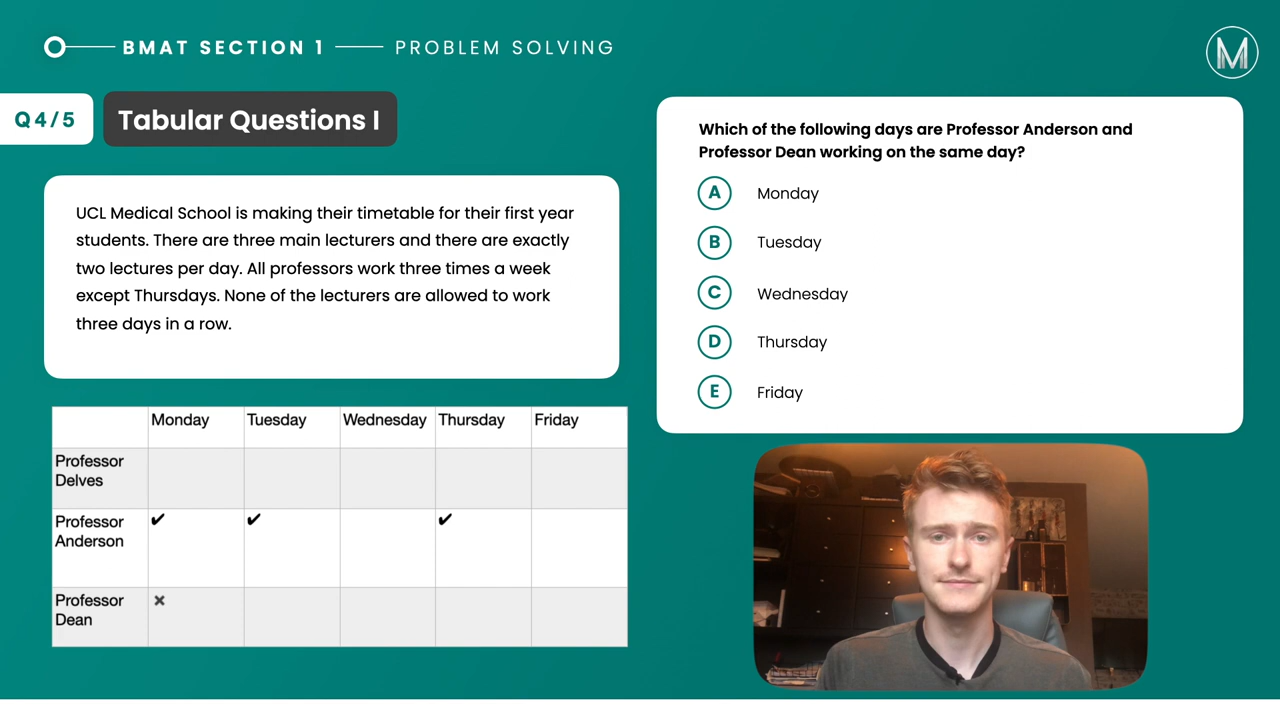 BMAT SECTION 1 PROBLEM SOLVING
M
Q4/5
Tabular Questions I
UCL Medical School is making their timetable for their first year
students. There are three main lecturers and there are exactly
two lectures per day. All professors work three times a week
except Thursdays. None of the lecturers are allowed to work
three days in a row.
Monday Tuesday Wednesday Thursday Friday
Professor
Delves
Professor
Anderson
✔ ✔ ✔
Professor
Dean
✖
Which of the following days are Professor Anderson and
Professor Dean working on the same day?
A Monday
B Tuesday
C Wednesday
D Thursday
E Friday